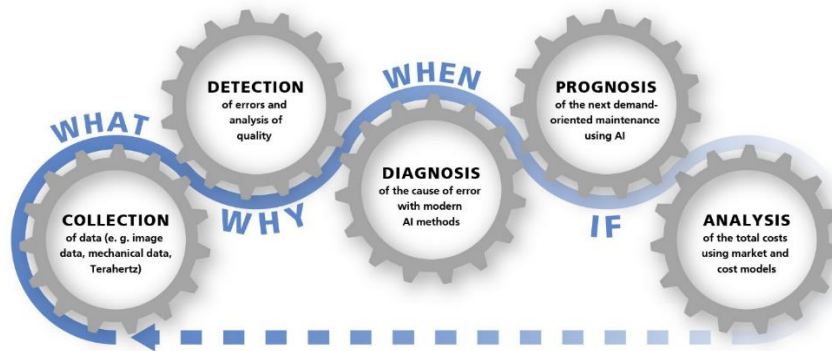 WHAT
COLLECTION
of data (e. g. image
data, mechanical data,
Terahertz)
DETECTION
of errors and
analysis of
quality
WHY
WHEN
DIAGNOSIS
of the cause of error
with modern
AI methods
PROGNOSIS
of the next demand-
oriented maintenance
using AI
IF
ANALYSIS
of the total costs
using market and
cost models